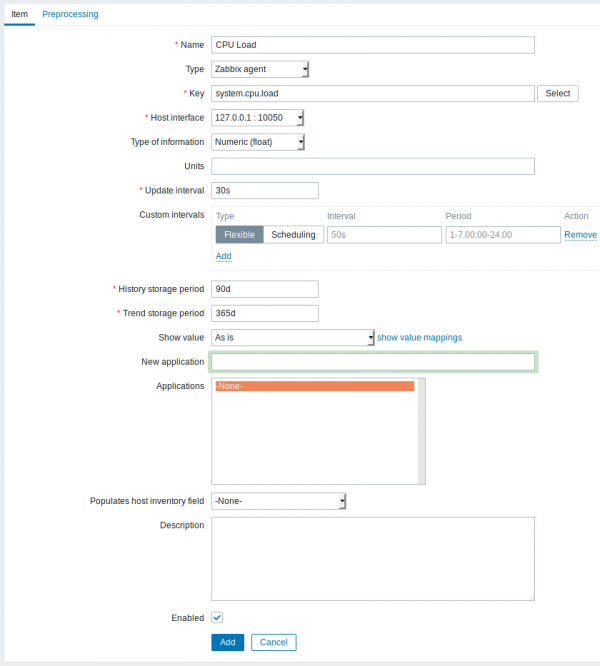 Item Preprocessing
* Name CPU Load
Type Zabbix agent
* Key system.cpu.load Select
* Host interface 127.0.0.1 : 10050
Type of information Numeric (float)
Units
* Update interval 30s
Custom intervals Type Interval Period Action
Flexible Scheduling 50s 1-7,00:00-24:00 Remove
Add
* History storage period 90d
* Trend storage period 365d
Show value As is show value mappings
New application
Applications -None-
Populates host inventory field -None-
Description
Enabled
Add Cancel